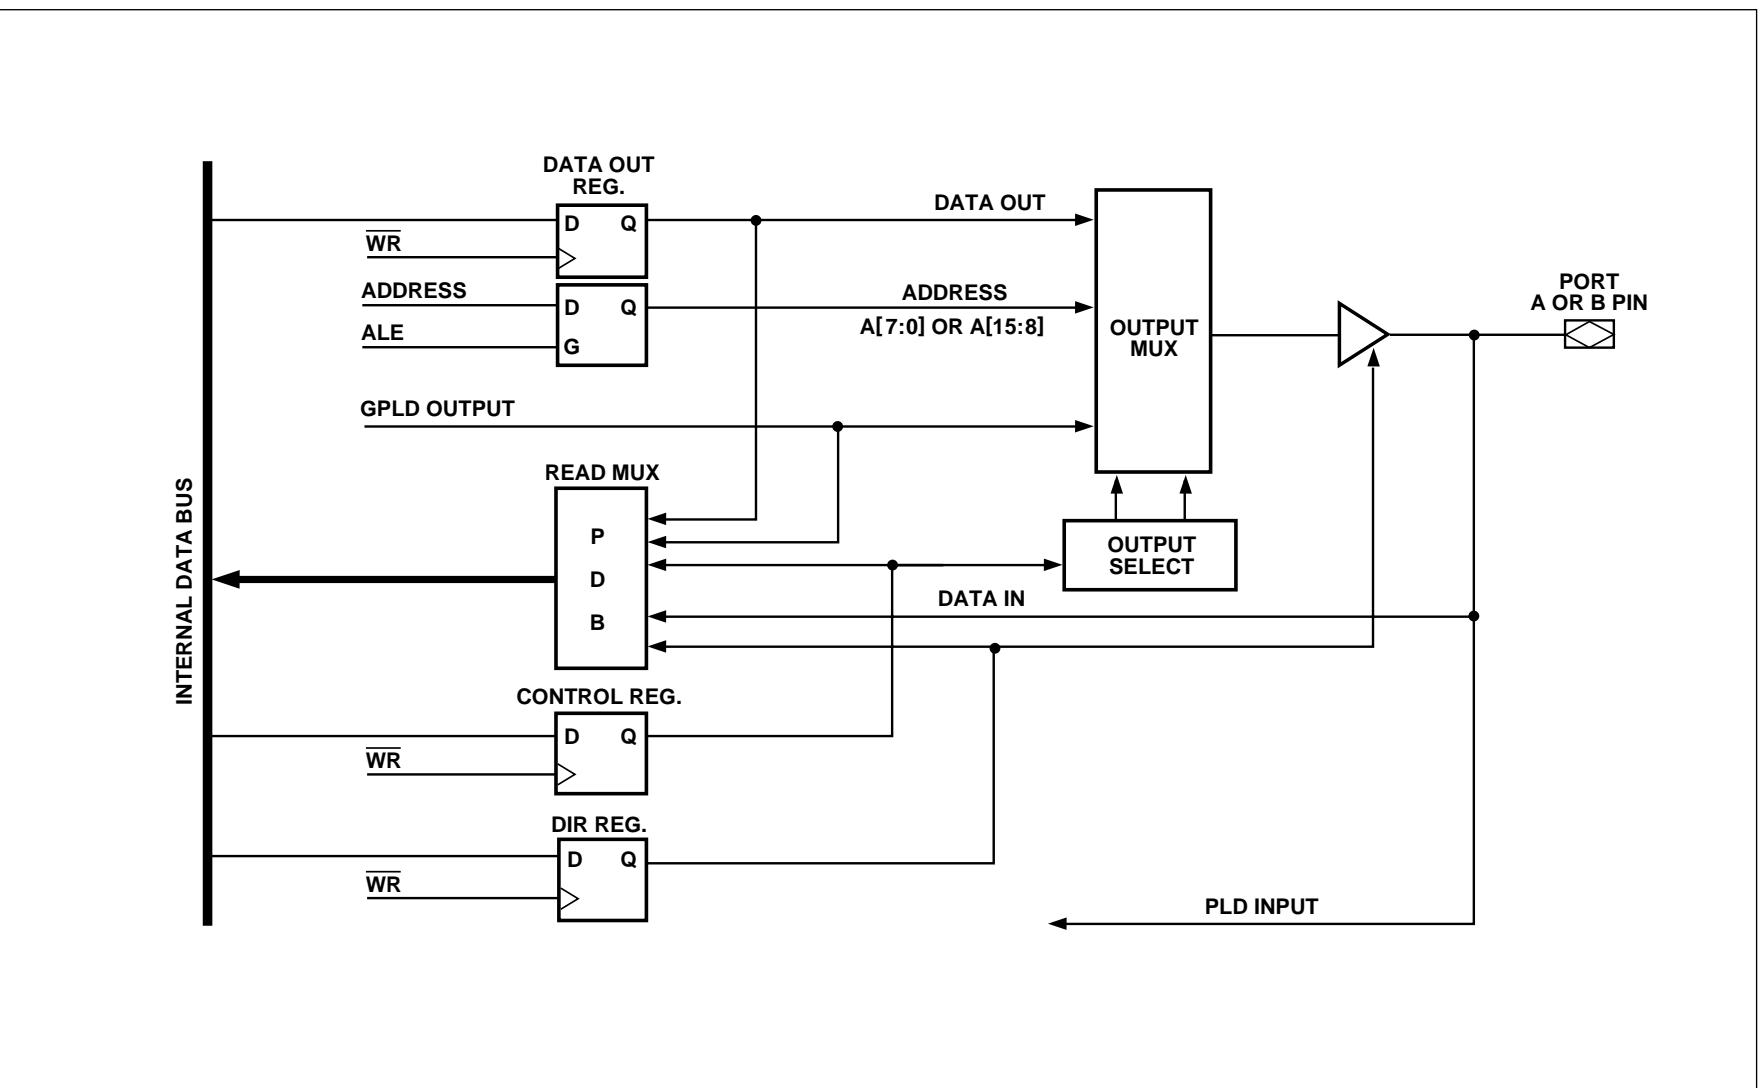 DATA OUT
REG.
D Q
WR
DATA OUT
ADDRESS
D Q
ALE
G
ADDRESS
A[7:0] OR A[15:8]
OUTPUT
MUX
PORT
A OR B PIN
GPLD OUTPUT
READ MUX
P
D
B
OUTPUT
SELECT
DATA IN
INTERNAL DATA BUS
CONTROL REG.
D Q
WR
DIR REG.
D Q
WR
PLD INPUT